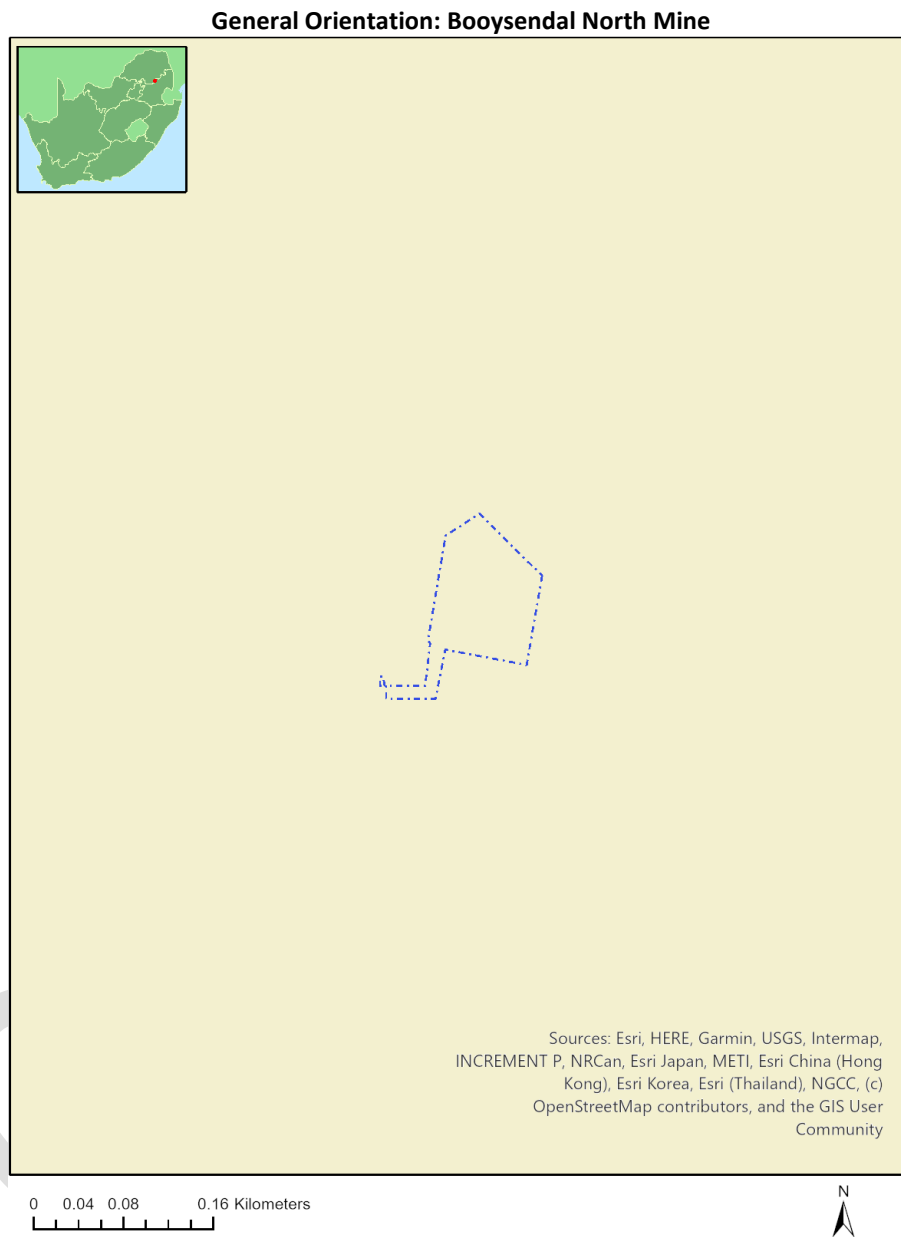 General Orientation: Booysendal North Mine
Sources: Esri, HERE, Garmin, USGS, Intermap,
INCREMENT P, NRCan, Esri Japan, METI, Esri China (Hong
Kong), Esri Korea, Esri (Thailand), NGCC, (c)
OpenStreetMap contributors, and the GIS User
Community
0 0.04 0.08 0.16 Kilometers
N